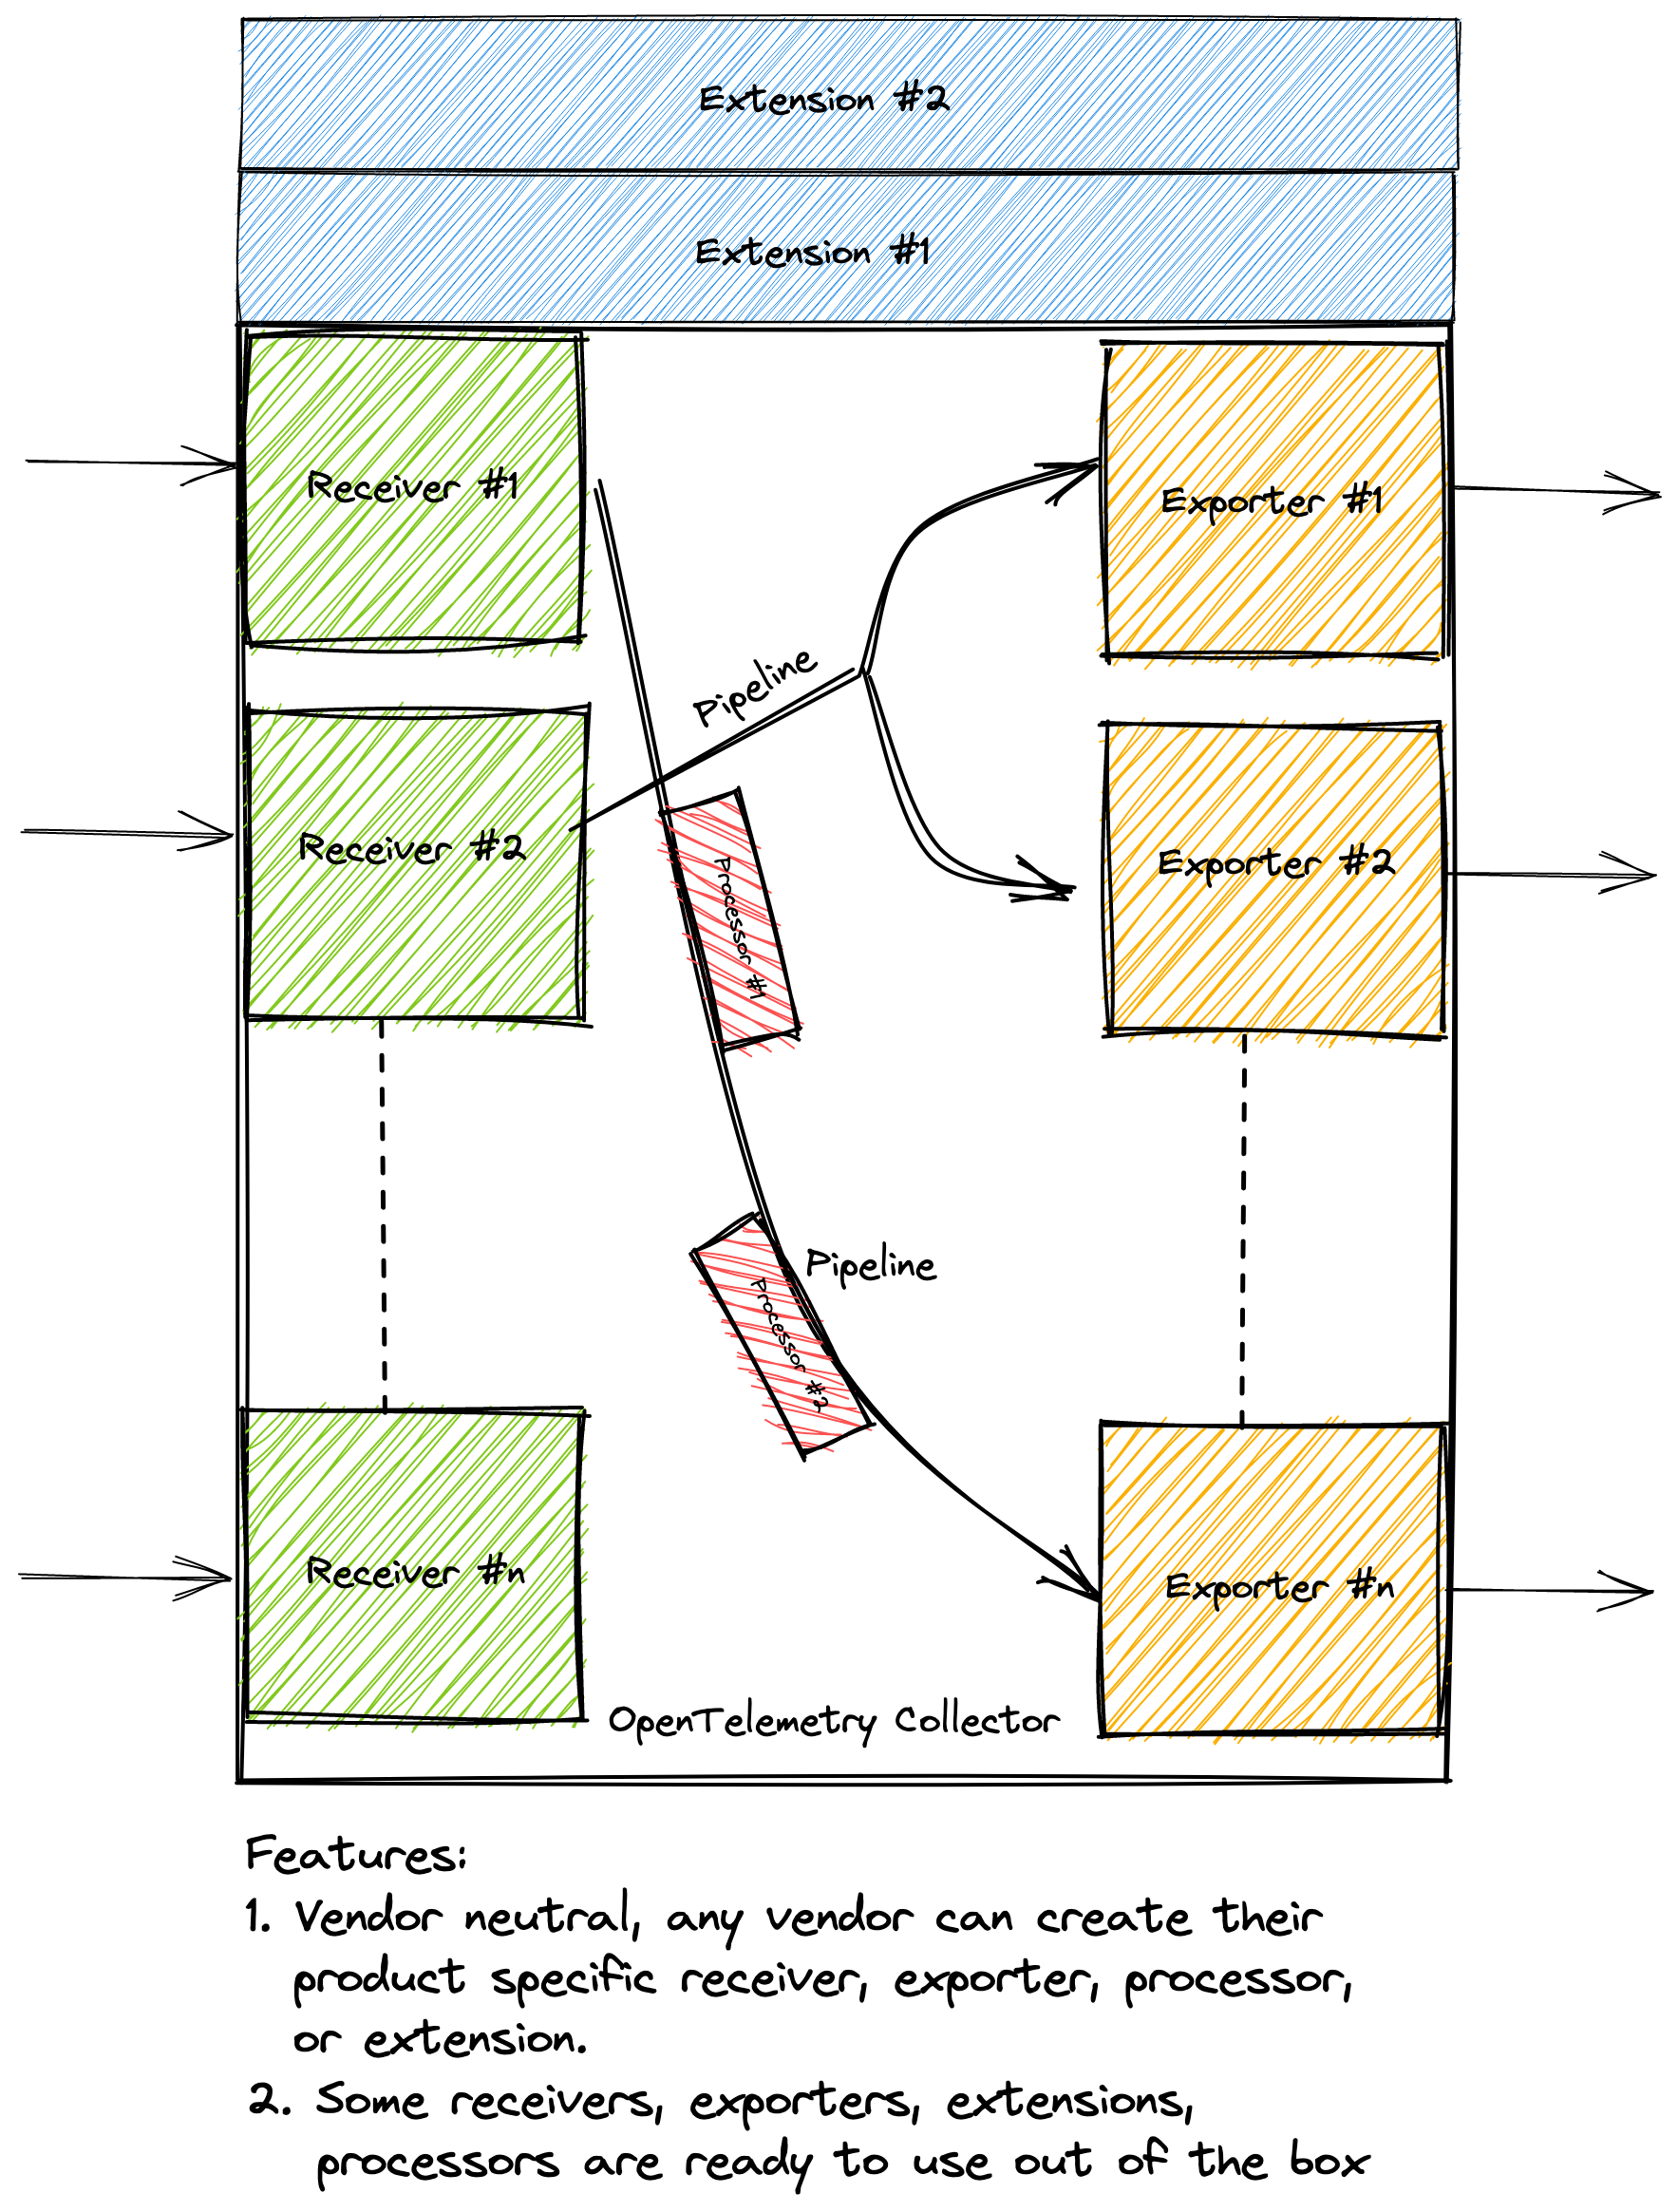 Extension #2
Extension #1
Receiver #1
Exporter #1
Pipeline
Receiver #2
Exporter #2
Processor #1
Pipeline
Processor #2
Receiver #n
Exporter #n
OpenTelemetry Collector
Features:
1. Vendor neutral, any vendor can create their
product specific receiver, exporter, processor,
or extension.
2. Some receivers, exporters, extensions,
processors are ready to use out of the box